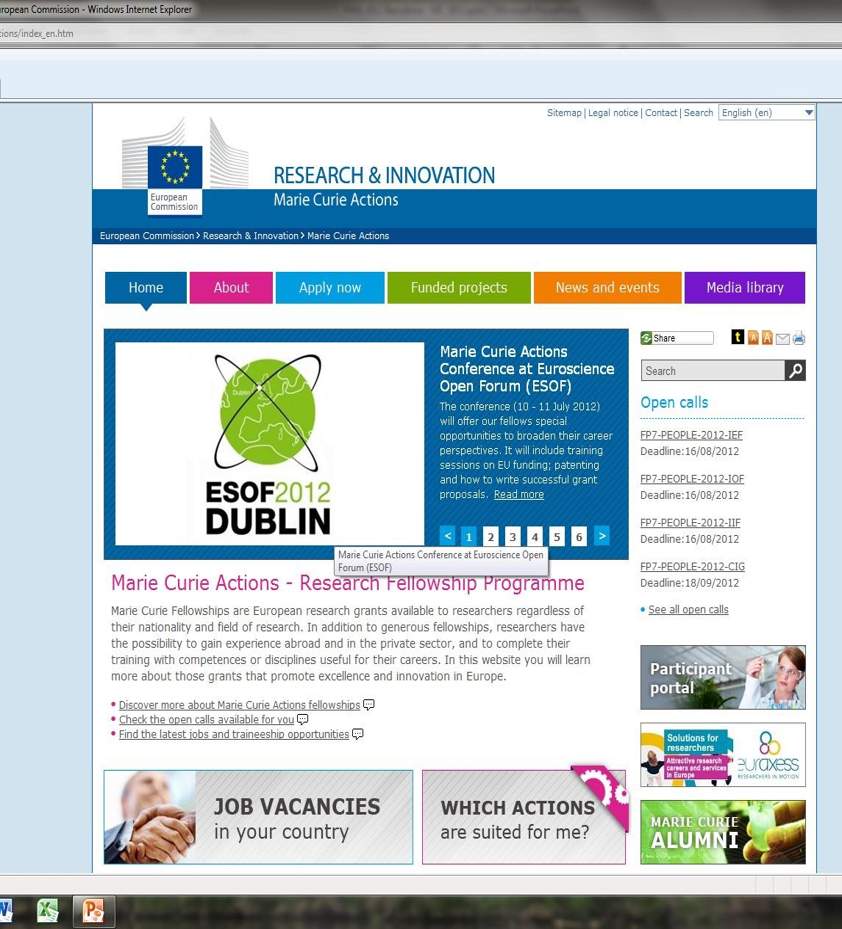 uropean Commission - Windows Internet Explorer
tions/index_en.htm
Sitemap | Legal notice | Contact | Search English (en)
European
Commission
RESEARCH & INNOVATION
Marie Curie Actions
European Commission > Research & Innovation > Marie Curie Actions
Home About Apply now Funded projects News and events Media library
Dublin
ESOF2012
DUBLIN
Marie Curie Actions
Conference at Euroscience
Open Forum (ESOF)
The conference (10 - 11 July 2012)
will offer our fellows special
opportunities to broaden their career
perspectives. It will include training
sessions on EU funding; patenting
and how to write successful grant
proposals. Read more
< 1 2 3 4 5 6 >
Marie Curie Actions Conference at Euroscience Open
Forum (ESOF)
Marie Curie Actions - Research Fellowship Programme
Marie Curie Fellowships are European research grants available to researchers regardless of
their nationality and field of research. In addition to generous fellowships, researchers have
the possibility to gain experience abroad and in the private sector, and to complete their
training with competences or disciplines useful for their careers. In this website you will learn
more about those grants that promote excellence and innovation in Europe.
• Discover more about Marie Curie Actions fellowships
• Check the open calls available for you
• Find the latest jobs and traineeship opportunities
JOB VACANCIES
in your country
WHICH ACTIONS
are suited for me?
Share t A A
Search
Open calls
FP7-PEOPLE-2012-IEF
Deadline:16/08/2012
FP7-PEOPLE-2012-IOF
Deadline:16/08/2012
FP7-PEOPLE-2012-IIF
Deadline:16/08/2012
FP7-PEOPLE-2012-CIG
Deadline:18/09/2012
• See all open calls
Participant
portal
Solutions for
researchers
Attractive research
careers and services
in Europe
euraxess
RESEARCHERS IN MOTION
MARIE CURIE
ALUMNI